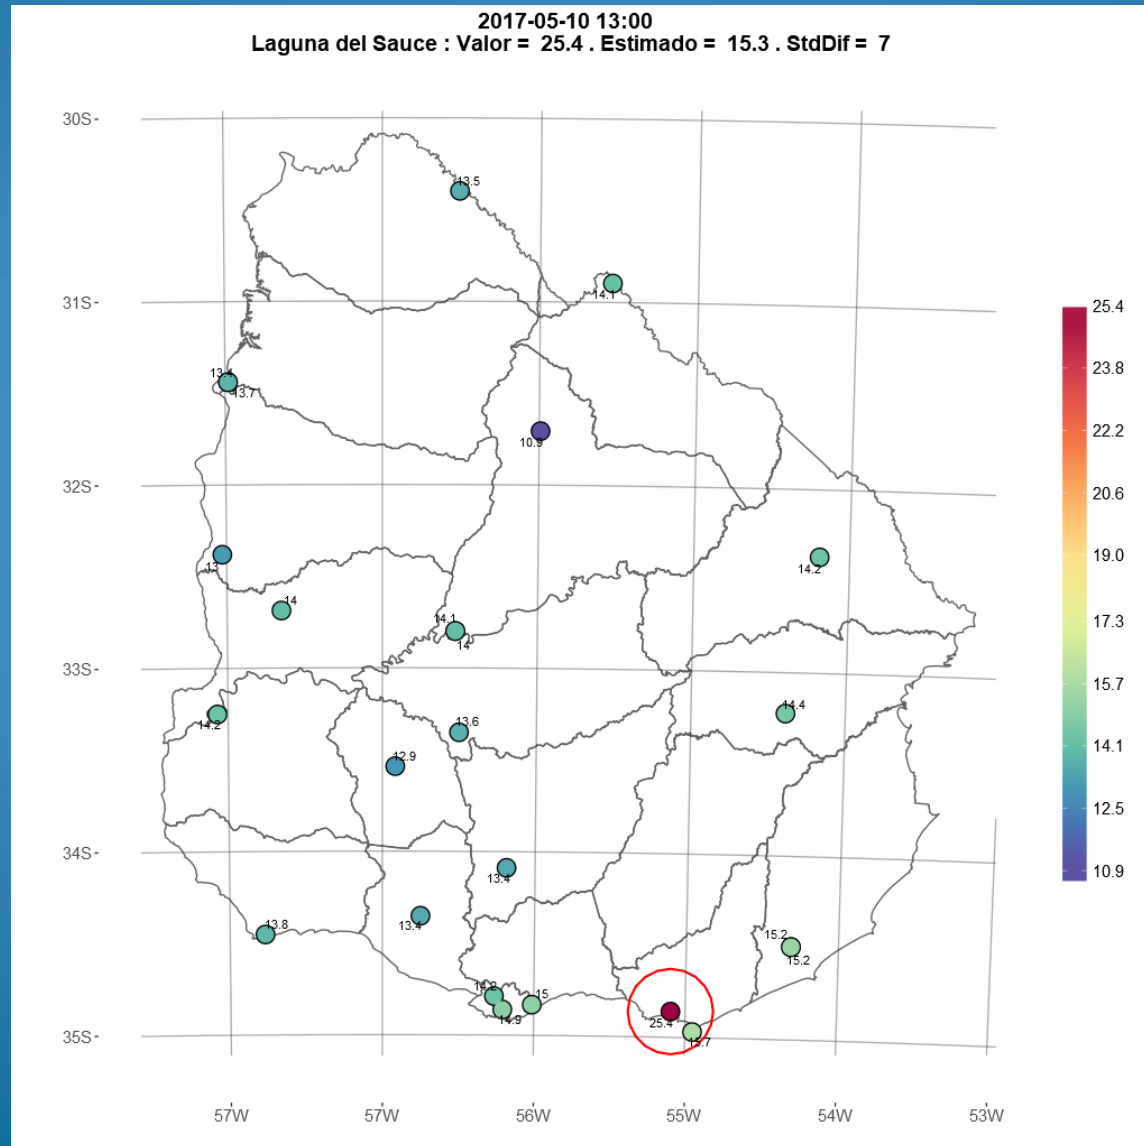 2017-05-10 13:00
Laguna del Sauce : Valor = 25.4 . Estimado = 15.3 . StdDif = 7
30S-
13.5
31S-
14.1
25.4
23.8
13.4
13.7
22.2
10.9
32S-
20.6
13
14.2
19.0
14
14.1
14
17.3
33S-
14.2
13.6
14.4
15.7
12.9
14.1
12.5
34S-
13.4
10.9
13.4
13.8
15.2
15.2
14.2
14.9
15
25.4
15.7
35S-
57W
57W
56W
55W
54W
53W